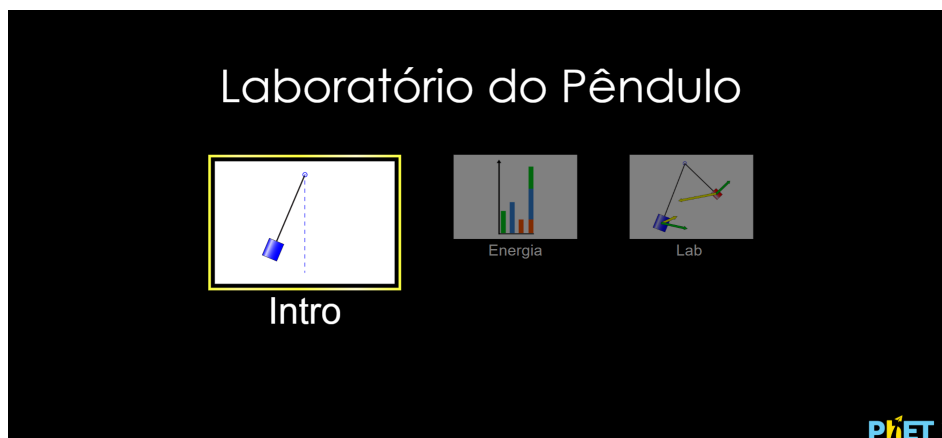 Laboratório do Pêndulo
Intro
Energia
Lab
PhET